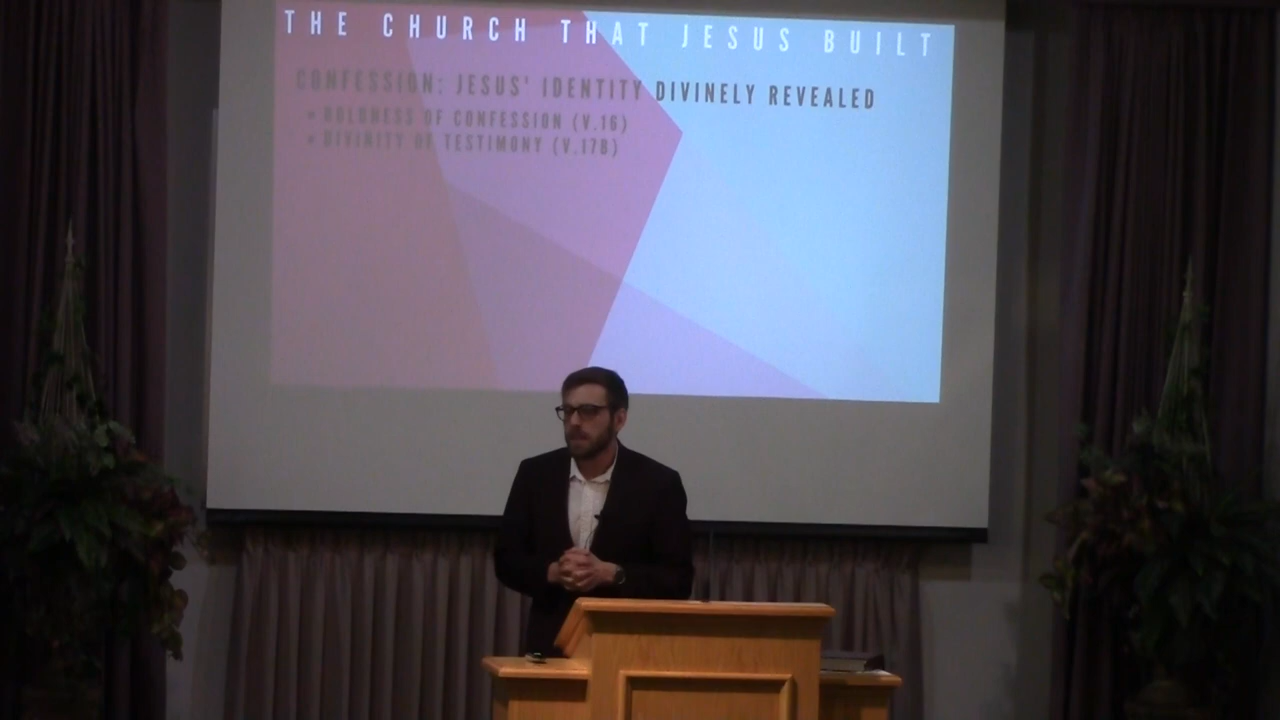 THE CHURCH THAT JESUS BUILT
CONFESSION: JESUS' IDENTITY DIVINELY REVEALED
• BOLDNESS OF CONFESSION (V.16)
• DIVINITY OF TESTIMONY (V.17B)